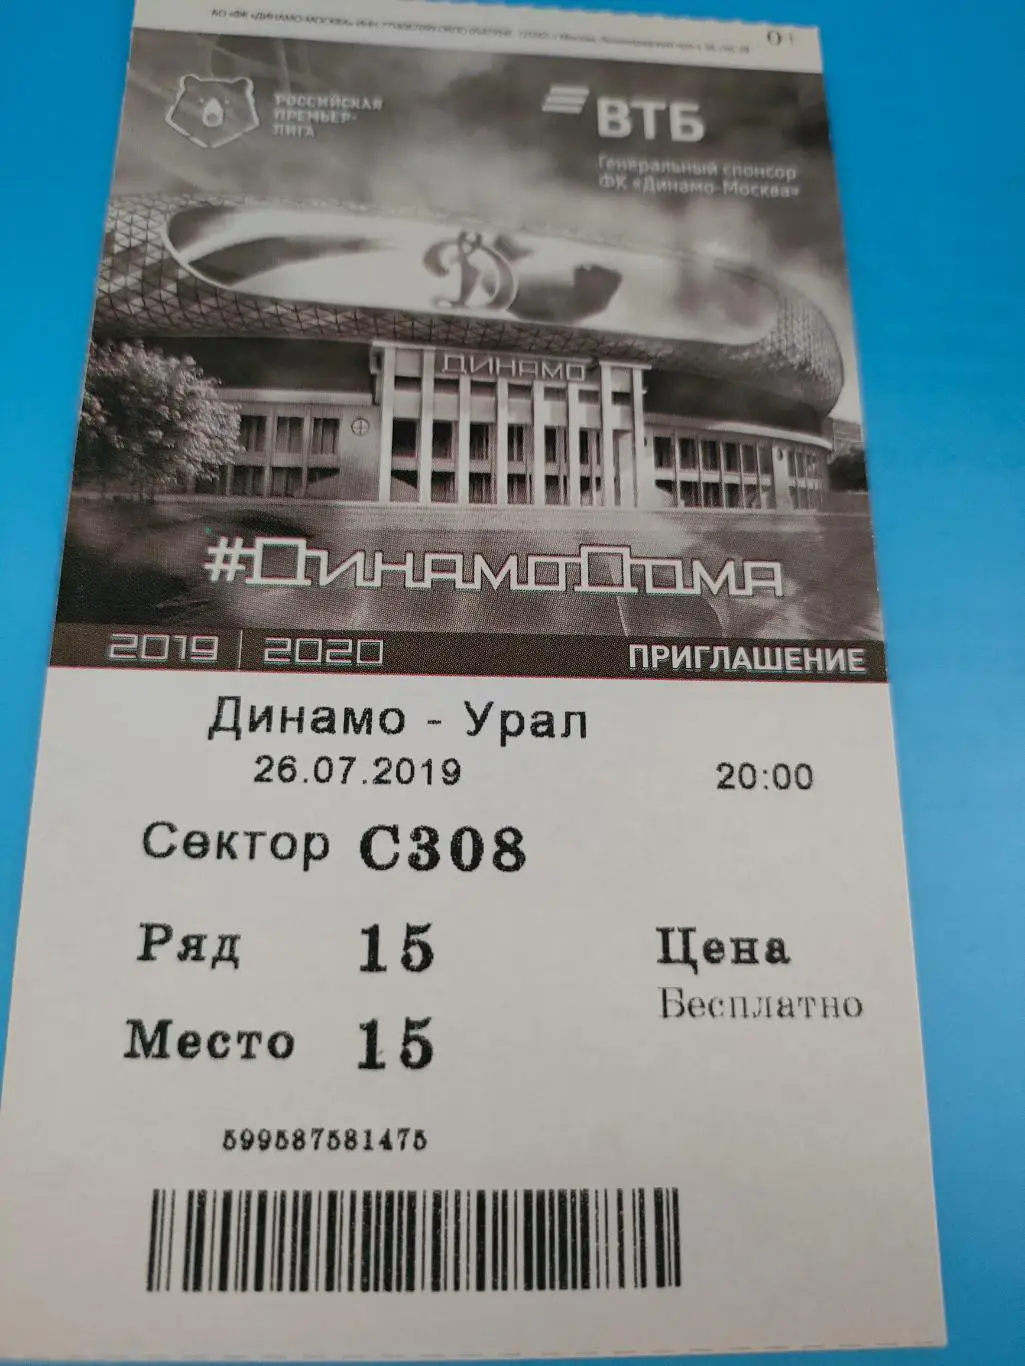 0+
РОССИЙСКАЯ
ПРЕМЬЕР-
ЛИГА
ВТБ
Генеральный спонсор
ФК «Динамо-Москва»
ДИНАМО
#ДинамоДома
2019 | 2020
ПРИГЛАШЕНИЕ
Динамо - Урал
26.07.2019
20:00
Сектор С308
Ряд 15
Цена
Бесплатно
Место 15
599587581475